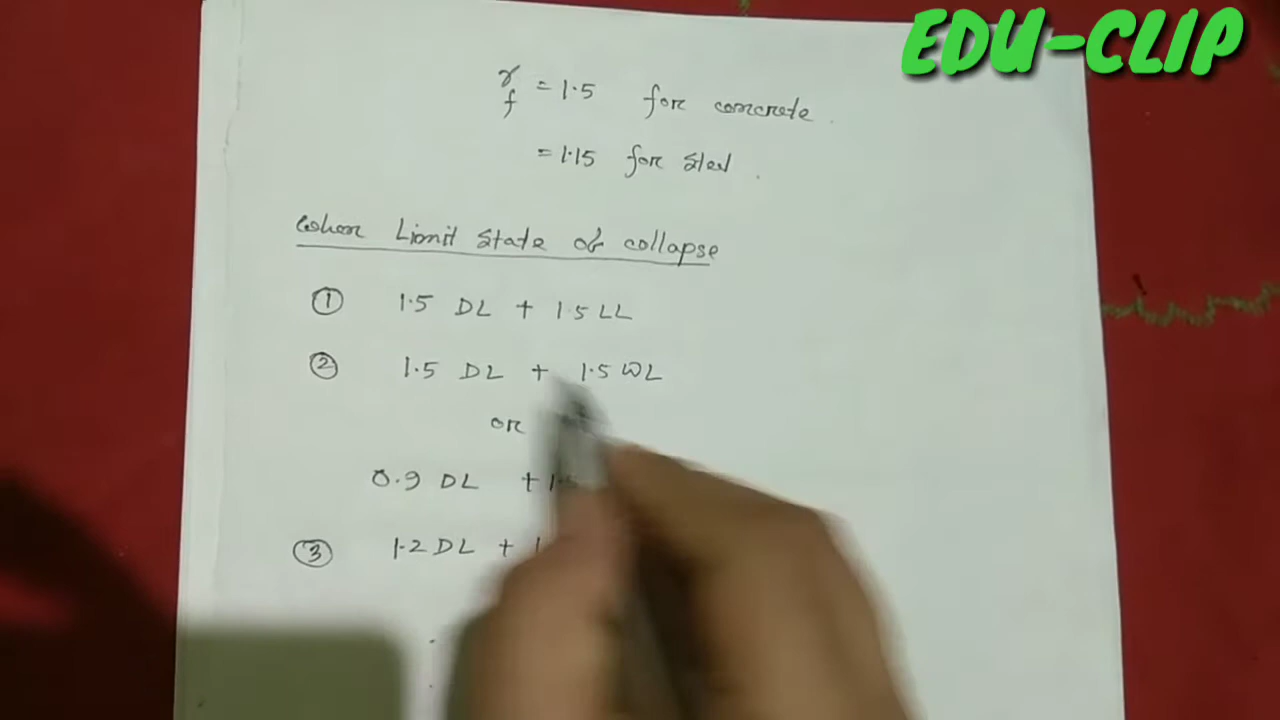 EDU-CLIP
γf = 1.5 for concrete.
= 1.15 for Steel.
When Limit State of collapse
① 1.5 DL + 1.5 LL
② 1.5 DL + 1.5 WL
or
0.9 DL + 1.5
③ 1.2 DL +